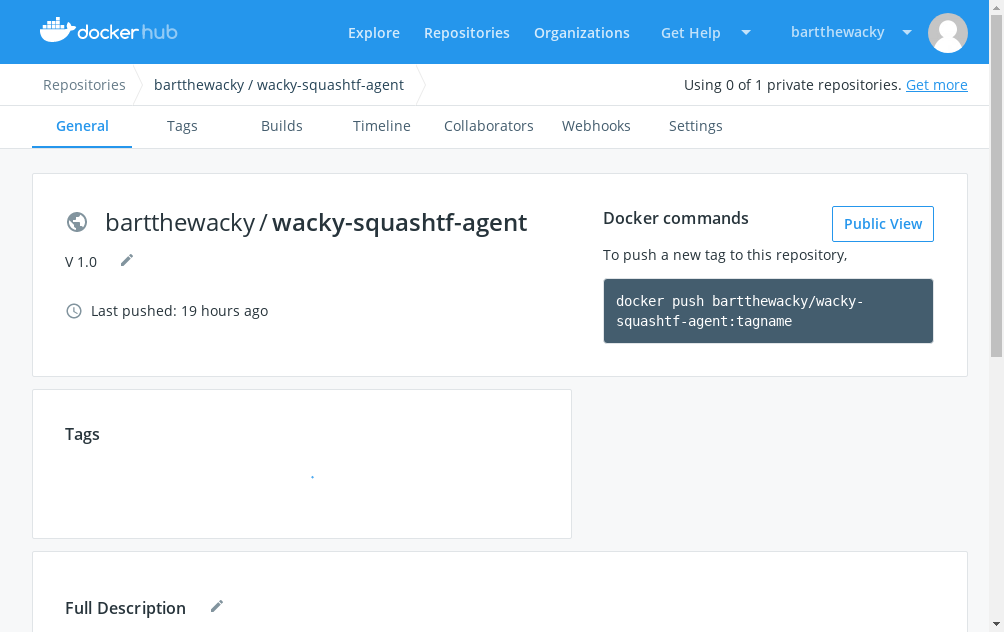 docker hub
Explore Repositories Organizations Get Help bartthewacky
Repositories bartthewacky / wacky-squashtf-agent Using 0 of 1 private repositories. Get more
General Tags Builds Timeline Collaborators Webhooks Settings
bartthewacky / wacky-squashtf-agent
V 1.0
Last pushed: 19 hours ago
Docker commands
Public View
To push a new tag to this repository,
docker push bartthewacky/wacky-
squashtf-agent:tagname
Tags
Full Description